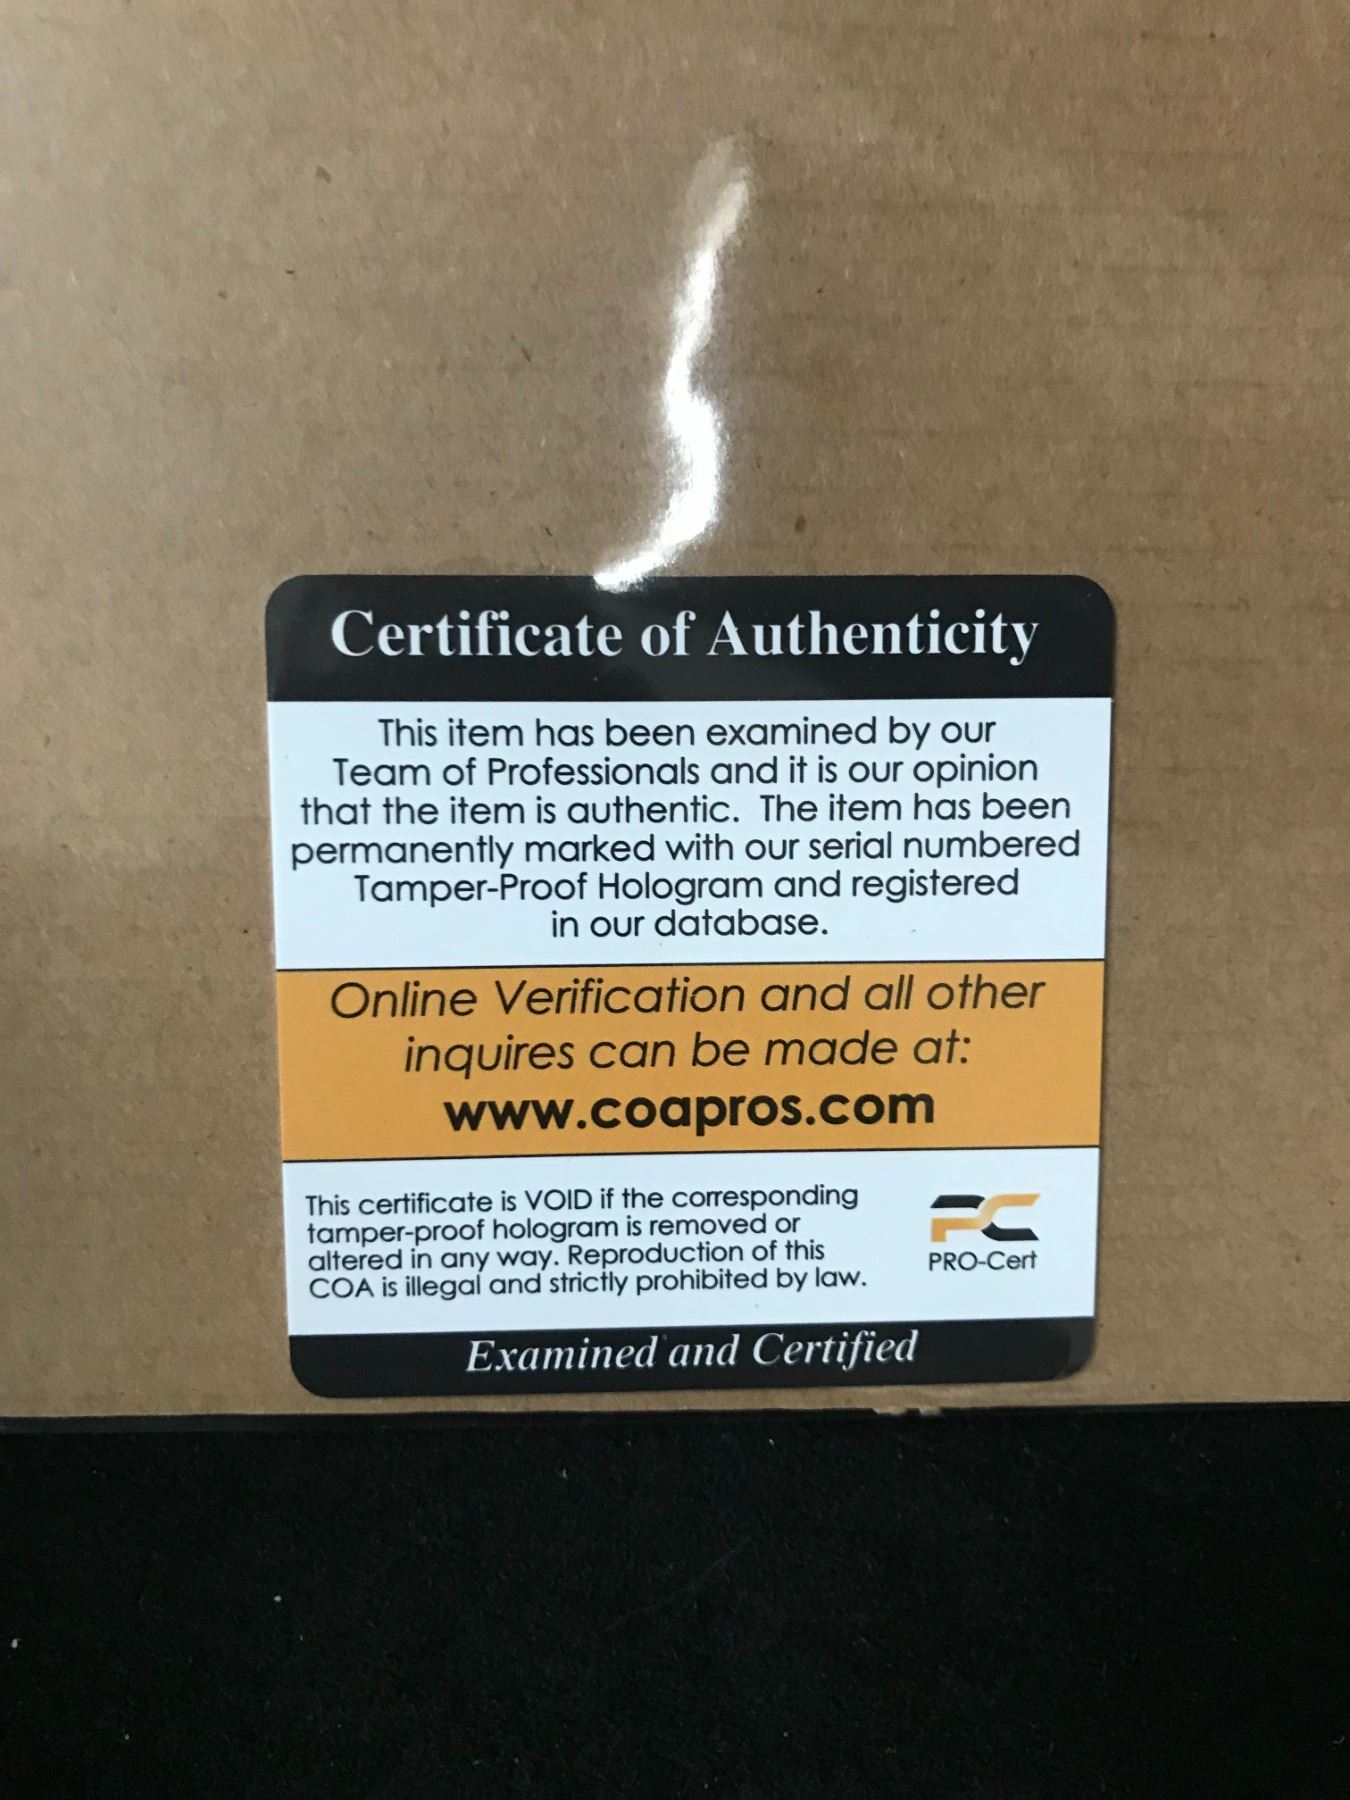 Certificate of Authenticity
This item has been examined by our
Team of Professionals and it is our opinion
that the item is authentic. The item has been
permanently marked with our serial numbered
Tamper-Proof Hologram and registered
in our database.
Online Verification and all other
inquires can be made at:
www.coapros.com
This certificate is VOID if the corresponding
tamper-proof hologram is removed or
altered in any way. Reproduction of this
COA is illegal and strictly prohibited by law.
PC
PRO-Cert
Examined and Certified